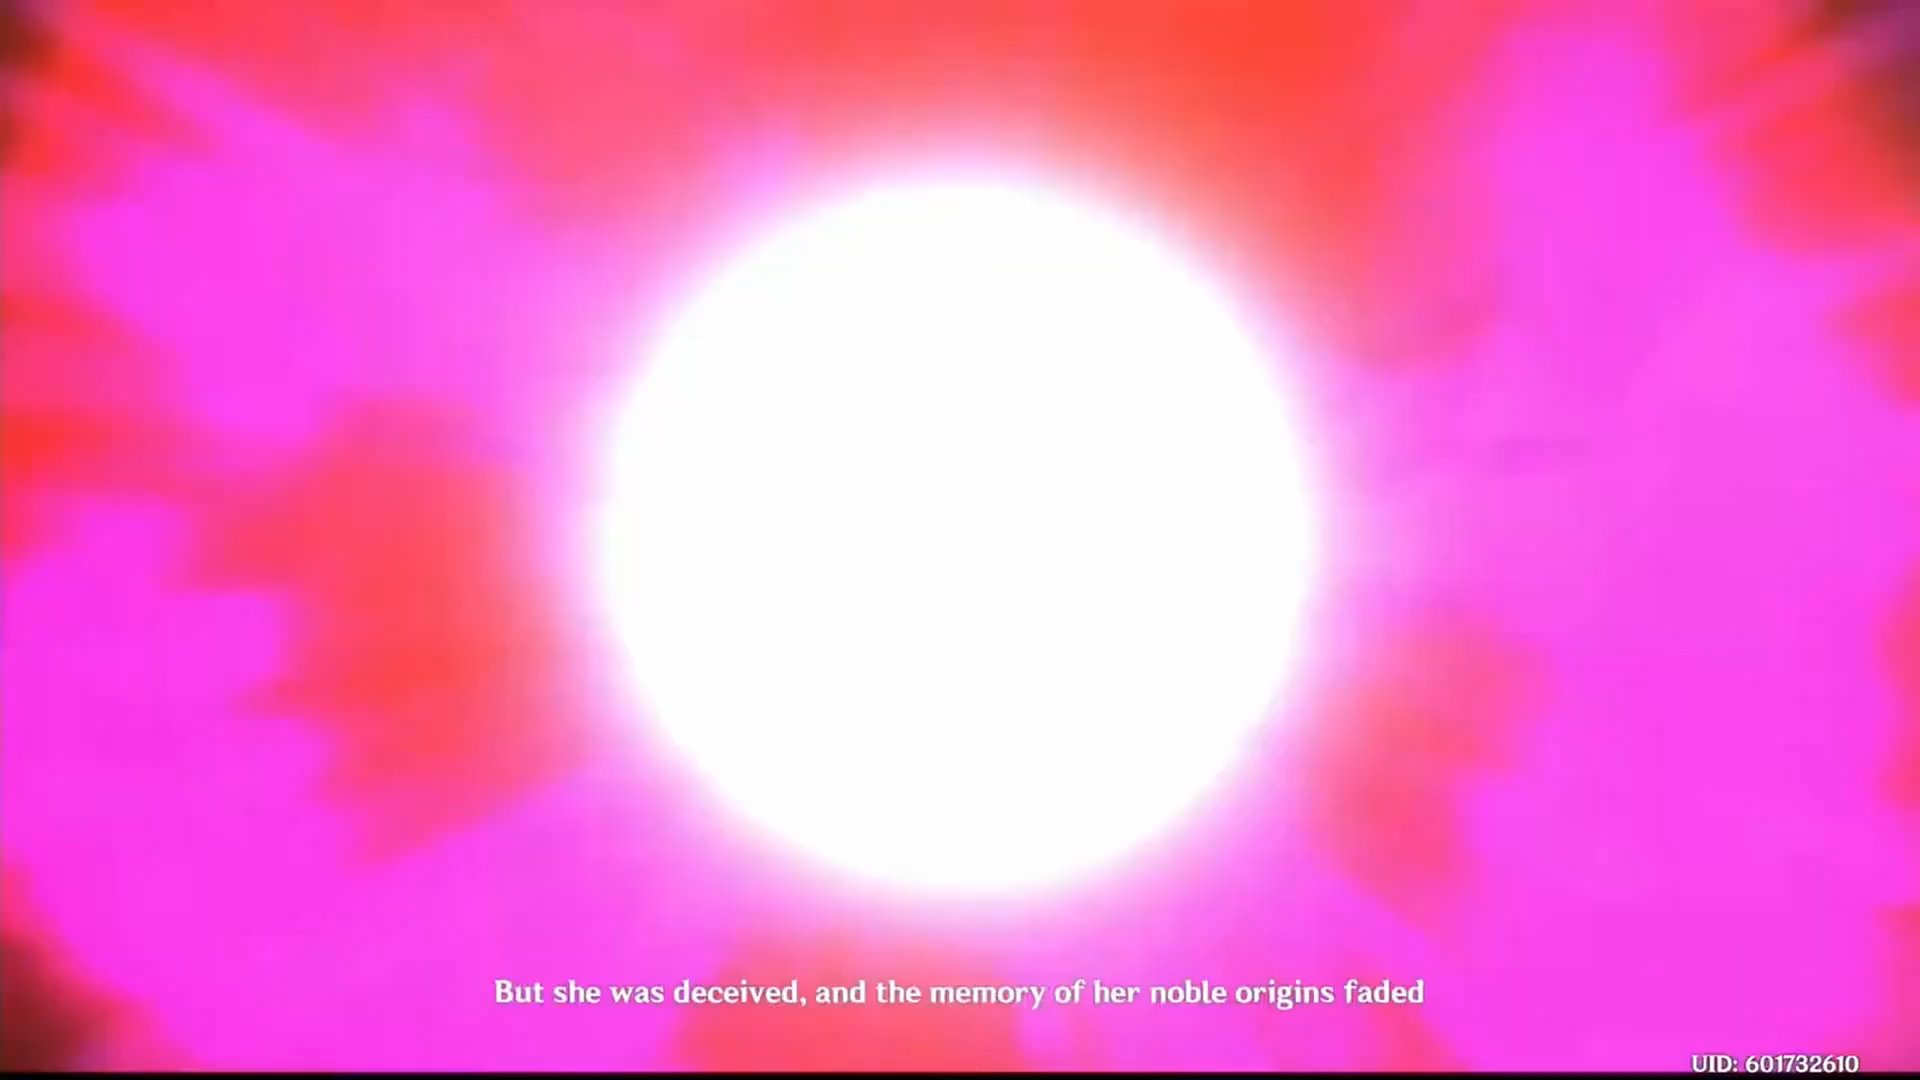 But she was deceived, and the memory of her noble origins faded
UID: 601732610